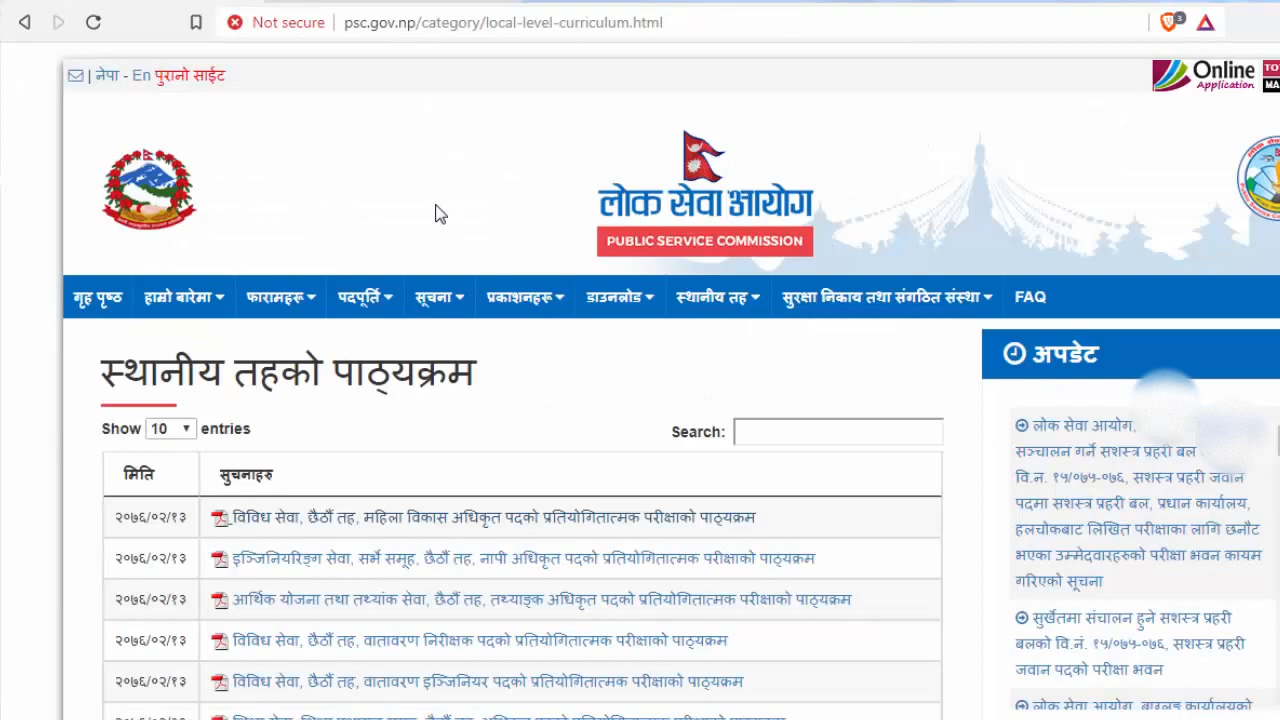 Not secure psc.gov.np/category/local-level-curriculum.html 3
| नेपा - En पुरानो साईट
Online
Application
लोक सेवा आयोग
PUBLIC SERVICE COMMISSION
गृह पृष्ठ हाम्रो बारेमा फारामहरू पदपूर्ति सूचना प्रकाशनहरू डाउनलोड स्थानीय तह सुरक्षा निकाय तथा संगठित संस्था FAQ
स्थानीय तहको पाठ्यक्रम
Show 10 entries
Search:
मिति सुचनाहरु
२०७६/०२/१३ विविध सेवा, छैठौं तह, महिला विकास अधिकृत पदको प्रतियोगितात्मक परीक्षाको पाठ्यक्रम
२०७६/०२/१३ इञ्जिनियरिङ्ग सेवा, सर्भे समूह, छैठौं तह, नापी अधिकृत पदको प्रतियोगितात्मक परीक्षाको पाठ्यक्रम
२०७६/०२/१३ आर्थिक योजना तथा तथ्यांक सेवा, छैठौं तह, तथ्याङ्क अधिकृत पदको प्रतियोगितात्मक परीक्षाको पाठ्यक्रम
२०७६/०२/१३ विविध सेवा, छैठौं तह, वातावरण निरीक्षक पदको प्रतियोगितात्मक परीक्षाको पाठ्यक्रम
२०७६/०२/१३ विविध सेवा, छैठौं तह, वातावरण इञ्जिनियर पदको प्रतियोगितात्मक परीक्षाको पाठ्यक्रम
अपडेट
लोक सेवा आयोग,
सञ्चालन गर्ने सशस्त्र प्रहरी बल
वि.न. १५/०७५-०७६, सशस्त्र प्रहरी जवान
पदमा सशस्त्र प्रहरी बल, प्रधान कार्यालय,
हलचोकबाट लिखित परीक्षाका लागि छनौट
भएका उम्मेदवारहरुको परीक्षा भवन कायम
गरिएको सूचना
सुर्खेतमा संचालन हुने सशस्त्र प्रहरी
बलको वि.नं. १५/०७५-०७६, सशस्त्र प्रहरी
जवान पद्को परीक्षा भवन